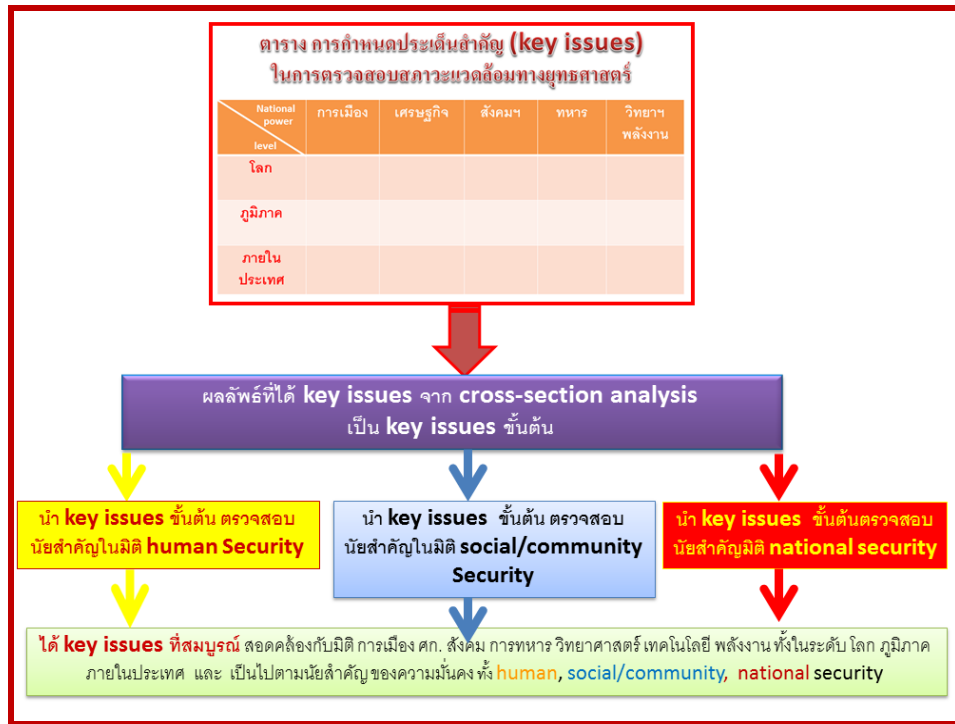 ตาราง การกำหนดประเด็นสำคัญ (key issues)
ในการตรวจสอบสภาวะแวดล้อมทางยุทธศาสตร์
National
power
level
การเมือง
เศรษฐกิจ
สังคมฯ
ทหาร
วิทยาฯ
พลังงาน
โลก
ภูมิภาค
ภายใน
ประเทศ
ผลลัพธ์ที่ได้ key issues จาก cross-section analysis
เป็น key issues ขั้นต้น
นำ key issues ขั้นต้น ตรวจสอบ
นัยสำคัญในมิติ human Security
นำ key issues ขั้นต้น ตรวจสอบ
นัยสำคัญในมิติ social/community
Security
นำ key issues ขั้นต้นตรวจสอบ
นัยสำคัญมิติ national security
ได้ key issues ที่สมบูรณ์ สอดคล้องกับมิติ การเมือง ศก. สังคม การทหาร วิทยาศาสตร์ เทคโนโลยี พลังงาน ทั้งในระดับ โลก ภูมิภาค
ภายในประเทศ และ เป็นไปตามนัยสำคัญ ของความมั่นคง ทั้ง human, social/community, national security